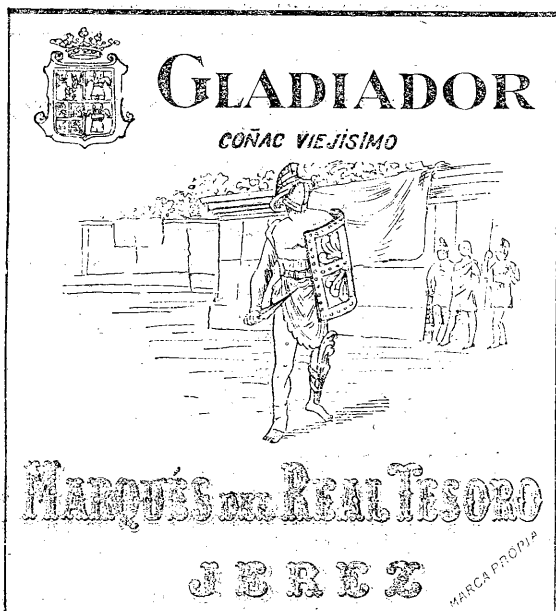 GLADIADOR
COÑAC VIEJÍSIMO
MARQUÉS DEL REAL TESORO
JEREZ
MARCA PROPIA